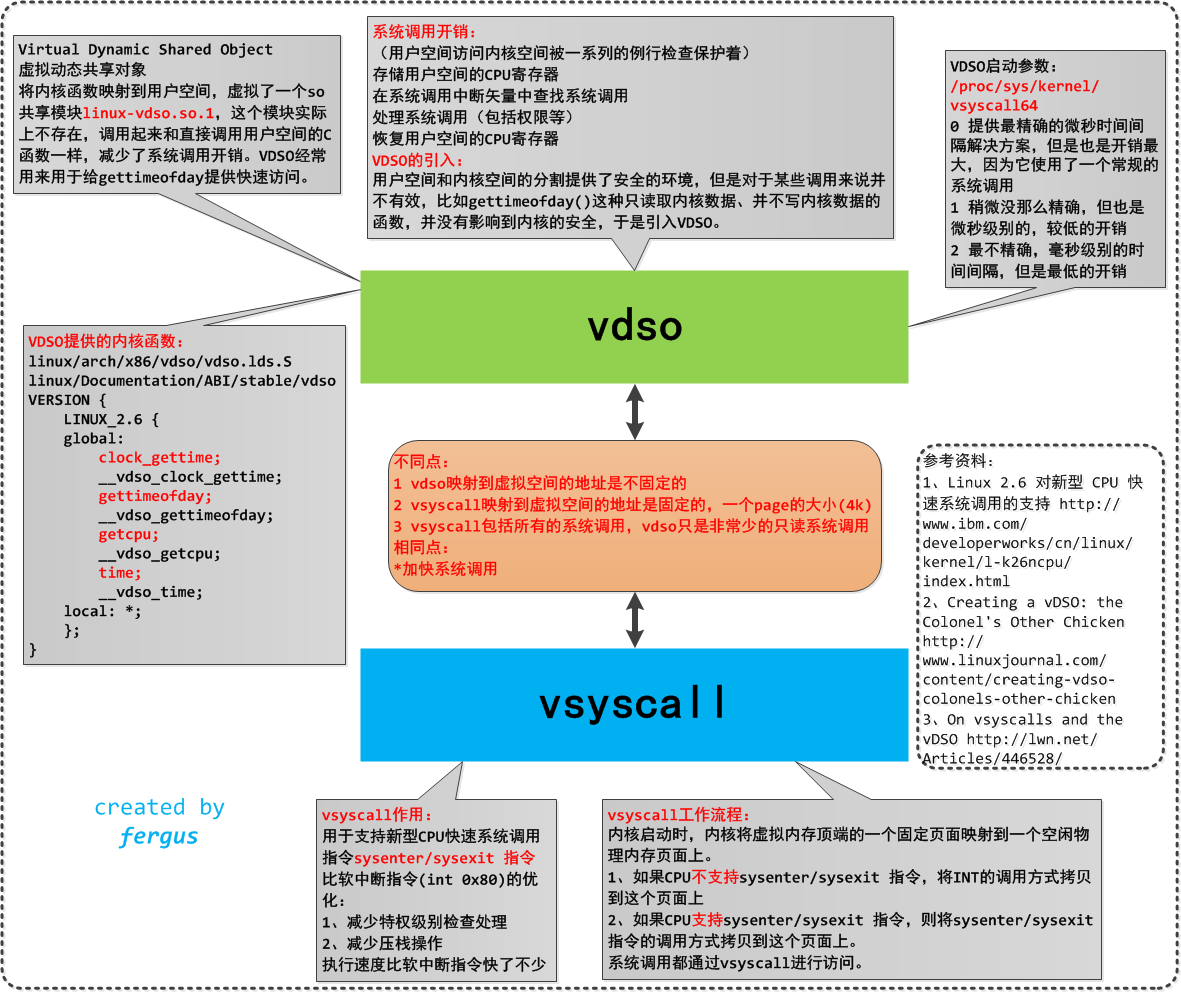 Virtual Dynamic Shared Object
虚拟动态共享对象
将内核函数映射到用户空间，虚拟了一个so
共享模块linux-vdso.so.1，这个模块实际
上不存在，调用起来和直接调用用户空间的C
函数一样，减少了系统调用开销。VDSO经常
用来用于给gettimeofday提供快速访问。
系统调用开销：
（用户空间访问内核空间被一系列的例行检查保护着）
存储用户空间的CPU寄存器
在系统调用中断矢量中查找系统调用
处理系统调用（包括权限等）
恢复用户空间的CPU寄存器
VDSO的引入：
用户空间和内核空间的分割提供了安全的环境，但是对于某些调用来说并
不有效，比如gettimeofday()这种只读取内核数据、并不写内核数据的
函数，并没有影响到内核的安全，于是引入VDSO。
VDSO启动参数：
/proc/sys/kernel/
vsyscall64
0 提供最精确的微秒时间间
隔解决方案，但是也是开销最
大，因为它使用了一个常规的
系统调用
1 稍微没那么精确，但也是
微秒级别的，较低的开销
2 最不精确，毫秒级别的时
间间隔，但是最低的开销
vdso
VDSO提供的内核函数：
linux/arch/x86/vdso/vdso.lds.S
linux/Documentation/ABI/stable/vdso
VERSION {
LINUX_2.6 {
global:
clock_gettime;
__vdso_clock_gettime;
gettimeofday;
__vdso_gettimeofday;
getcpu;
__vdso_getcpu;
time;
__vdso_time;
local: *;
};
}
不同点：
1 vdso映射到虚拟空间的地址是不固定的
2 vsyscall映射到虚拟空间的地址是固定的，一个page的大小(4k)
3 vsyscall包括所有的系统调用，vdso只是非常少的只读系统调用
相同点：
*加快系统调用
参考资料：
1、Linux 2.6 对新型 CPU 快
速系统调用的支持 http://
www.ibm.com/
developerworks/cn/linux/
kernel/l-k26ncpu/
index.html
2、Creating a vDSO: the
Colonel's Other Chicken
http://
www.linuxjournal.com/
content/creating-vdso-
colonels-other-chicken
3、On vsyscalls and the
vDSO http://lwn.net/
Articles/446528/
vsyscall
created by
fergus
vsyscall作用：
用于支持新型CPU快速系统调用
指令sysenter/sysexit 指令
比软中断指令(int 0x80)的优
化：
1、减少特权级别检查处理
2、减少压栈操作
执行速度比软中断指令快了不少
vsyscall工作流程：
内核启动时，内核将虚拟内存顶端的一个固定页面映射到一个空闲物
理内存页面上。
1、如果CPU不支持sysenter/sysexit 指令，将INT的调用方式拷贝
到这个页面上
2、如果CPU支持sysenter/sysexit 指令，则将sysenter/sysexit
指令的调用方式拷贝到这个页面上。
系统调用都通过vsyscall进行访问。